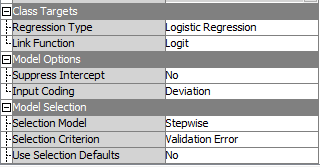 Class Targets
Regression Type Logistic Regression
Link Function Logit
Model Options
Suppress Intercept No
Input Coding Deviation
Model Selection
Selection Model Stepwise
Selection Criterion Validation Error
Use Selection Defaults No